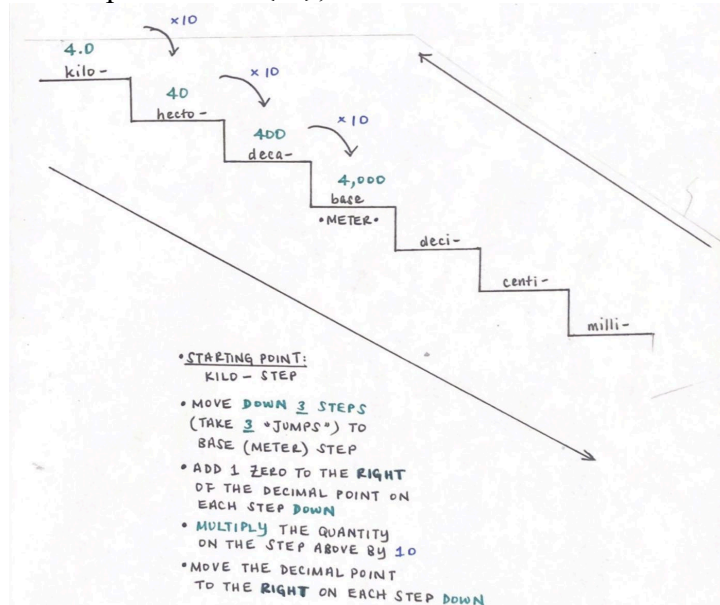 ×10
4.0
kilo-
×10
40
hecto-
×10
400
deca-
4,000
base
•METER•
deci-
centi-
milli-
• STARTING POINT:
KILO - STEP
• MOVE DOWN 3 STEPS
(TAKE 3 "JUMPS") TO
BASE (METER) STEP
• ADD 1 ZERO TO THE RIGHT
OF THE DECIMAL POINT ON
EACH STEP DOWN
• MULTIPLY THE QUANTITY
ON THE STEP ABOVE BY 10
• MOVE THE DECIMAL POINT
TO THE RIGHT ON EACH STEP DOWN